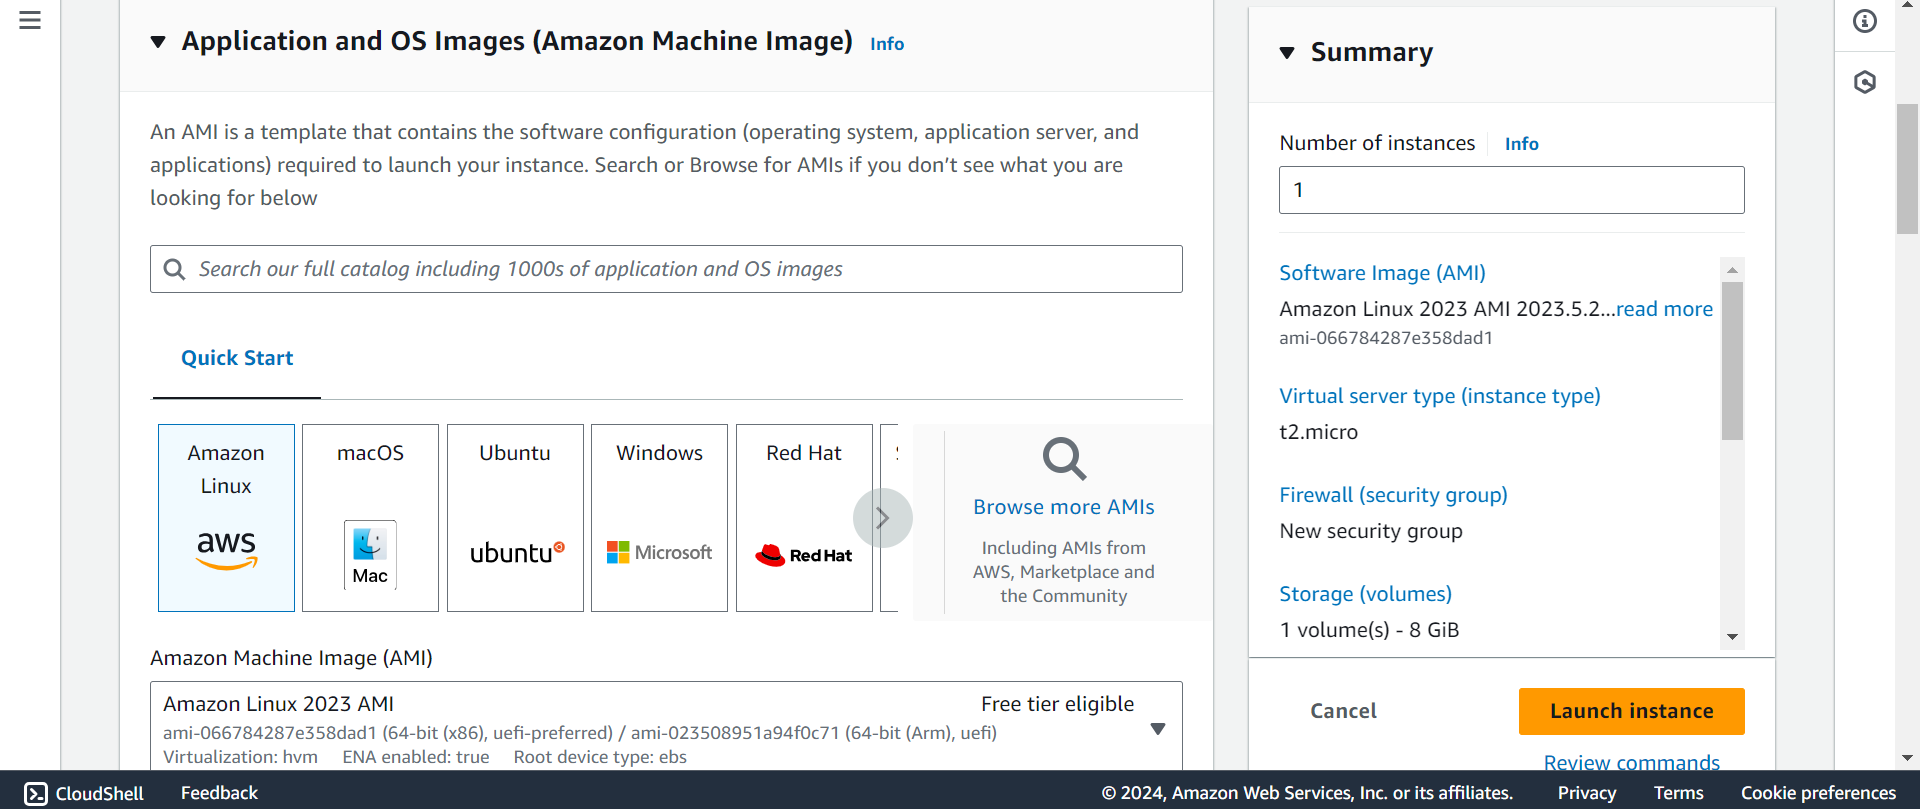 Application and OS Images (Amazon Machine Image) Info
An AMI is a template that contains the software configuration (operating system, application server, and
applications) required to launch your instance. Search or Browse for AMIs if you don’t see what you are
looking for below
Search our full catalog including 1000s of application and OS images
Quick Start
Amazon
Linux
aws
macOS
Mac
Ubuntu
ubuntu
Windows
Microsoft
Red Hat
Red Hat
Browse more AMIs
Including AMIs from
AWS, Marketplace and
the Community
Amazon Machine Image (AMI)
Amazon Linux 2023 AMI Free tier eligible
ami-066784287e358dad1 (64-bit (x86), uefi-preferred) / ami-023508951a94f0c71 (64-bit (Arm), uefi)
Virtualization: hvm ENA enabled: true Root device type: ebs
Summary
Number of instances Info
1
Software Image (AMI)
Amazon Linux 2023 AMI 2023.5.2...read more
ami-066784287e358dad1
Virtual server type (instance type)
t2.micro
Firewall (security group)
New security group
Storage (volumes)
1 volume(s) - 8 GiB
Cancel Launch instance
Review commands
CloudShell Feedback © 2024, Amazon Web Services, Inc. or its affiliates. Privacy Terms Cookie preferences